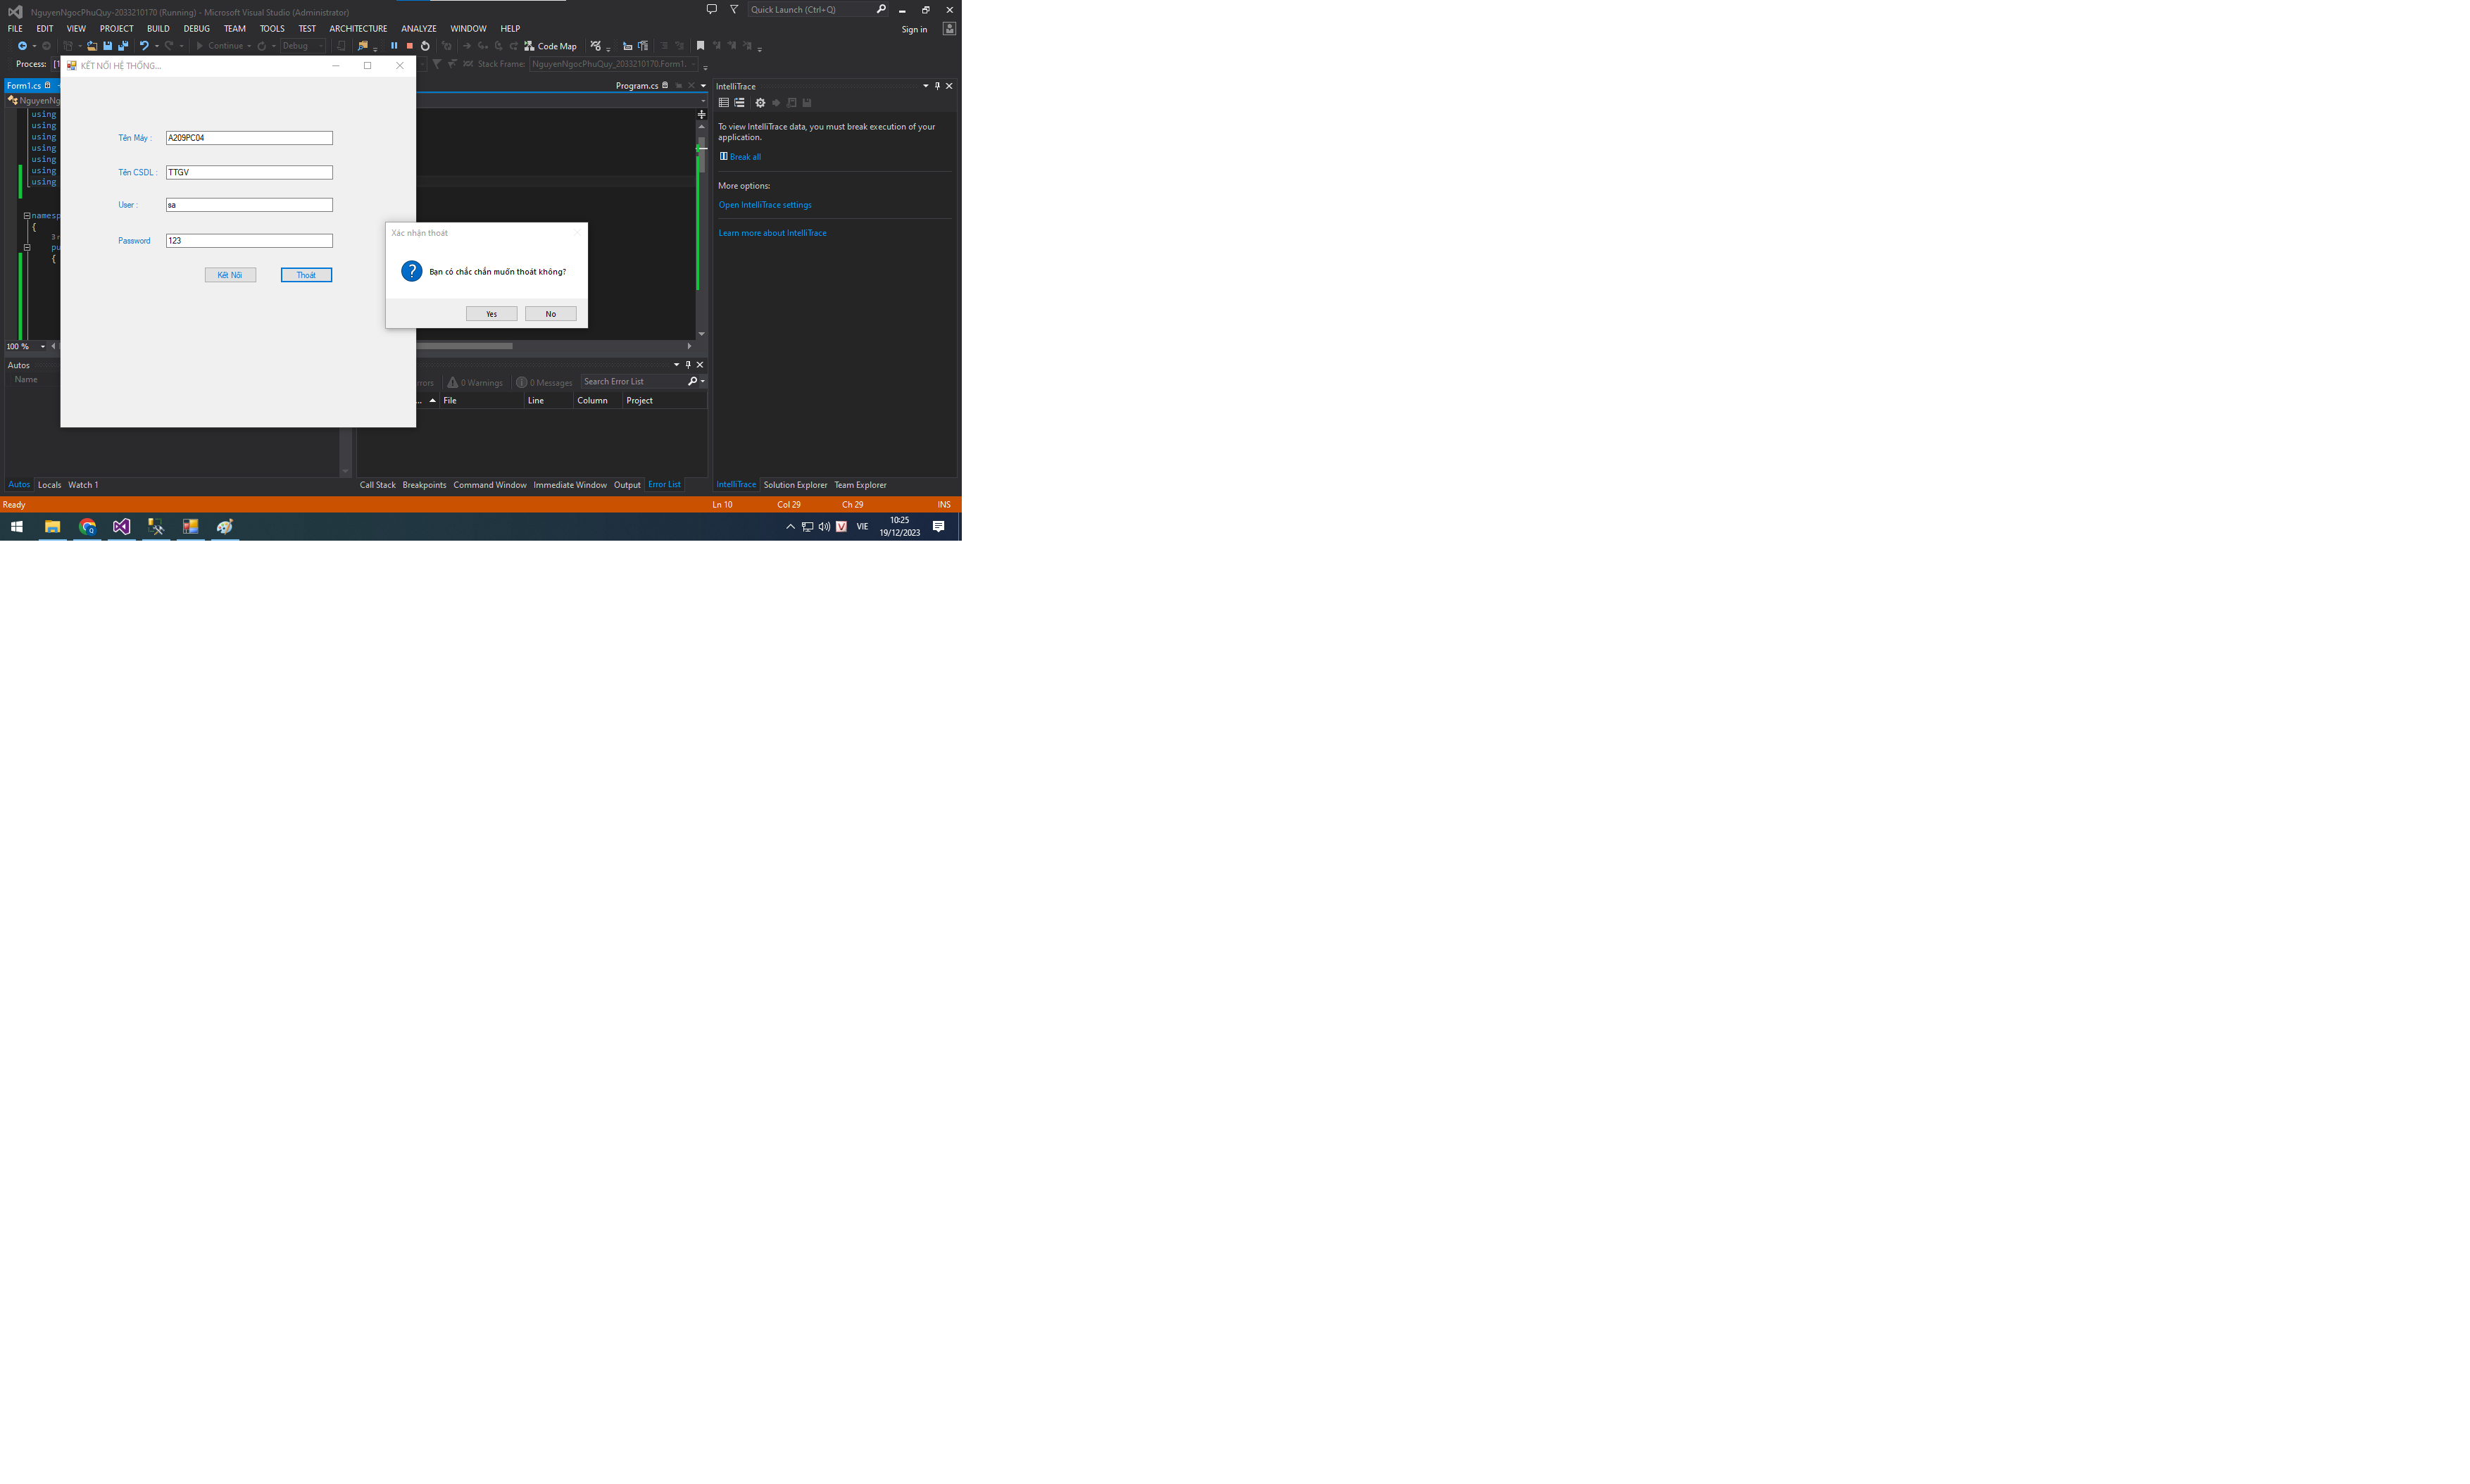 NguyenNgocPhuQuy-2033210170 (Running) - Microsoft Visual Studio (Administrator)
Quick Launch (Ctrl+Q)
FILE EDIT VIEW PROJECT BUILD DEBUG TEAM TOOLS TEST ARCHITECTURE ANALYZE WINDOW HELP
Sign in
Continue
Debug
Code Map
Process:
Stack Frame:
NguyenNgocPhuQuy_2033210170.Form1.
KẾT NỐI HỆ THỐNG...
Form1.cs
Program.cs
NguyenNg
using
using
using
using
using
using
using
namesp
{
pu
{
Tên Máy :
A209PC04
Tên CSDL :
TTGV
User :
sa
Password
123
Kết Nối
Thoát
Xác nhận thoát
?
Bạn có chắc chắn muốn thoát không?
Yes
No
IntelliTrace
To view IntelliTrace data, you must break execution of your
application.
Break all
More options:
Open IntelliTrace settings
Learn more about IntelliTrace
100 %
Autos
Name
rrors
0 Warnings
0 Messages
Search Error List
...
File
Line
Column
Project
Autos Locals Watch 1
Call Stack Breakpoints Command Window Immediate Window Output Error List
IntelliTrace Solution Explorer Team Explorer
Ready
Ln 10
Col 29
Ch 29
INS
V
VIE
10:25
19/12/2023